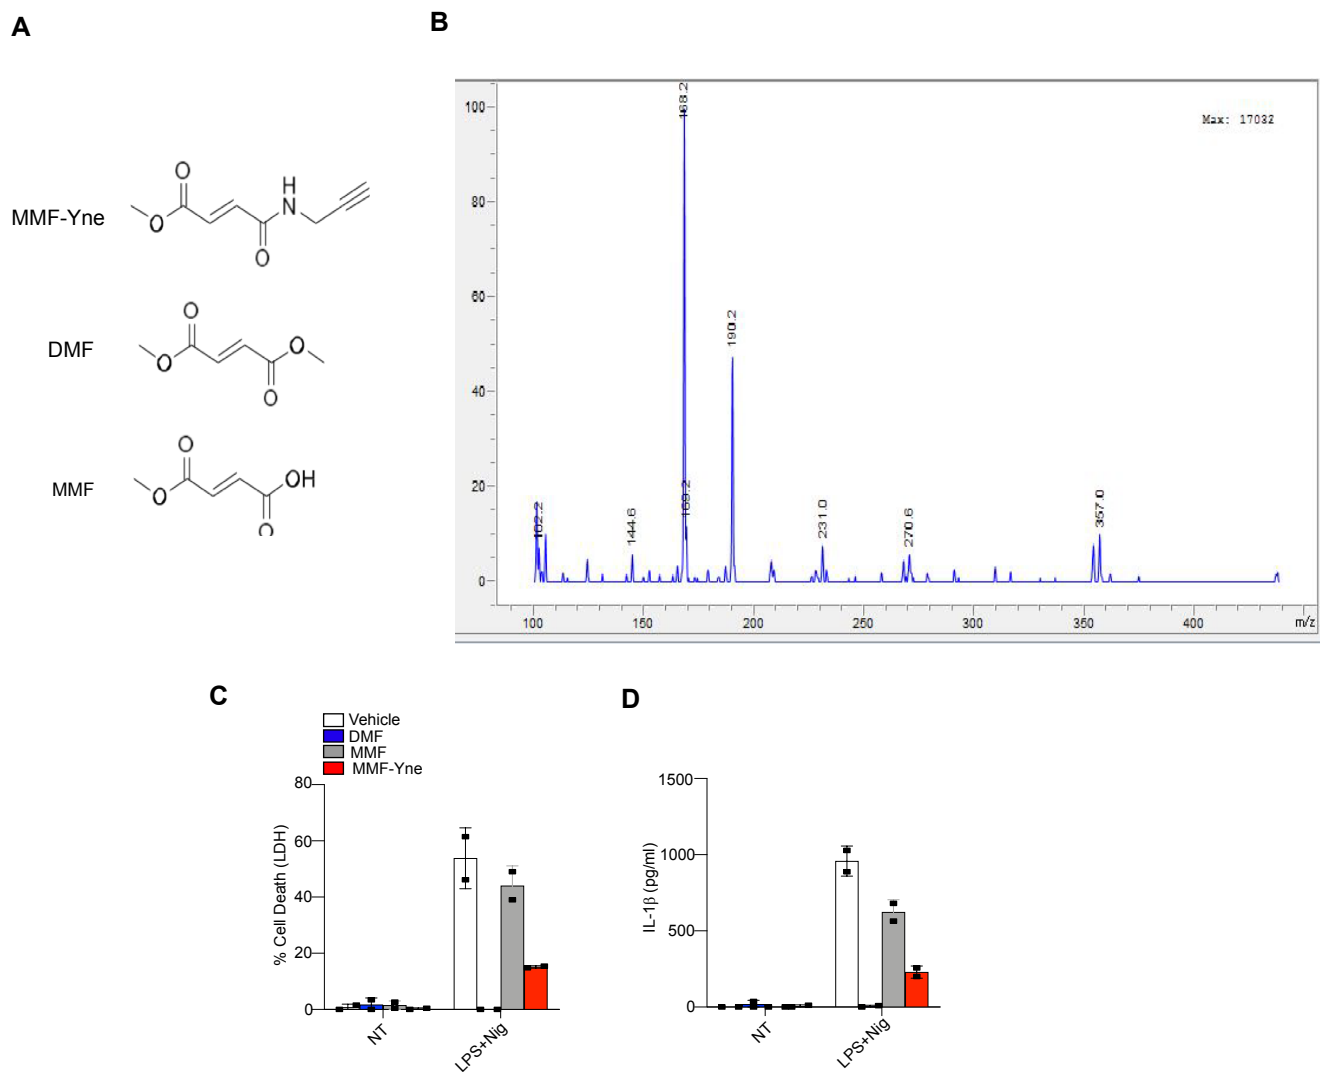 A
B
MMF-Yne
O
O
O
H
N
DMF
O
O
O
O
MMF
O
O
OH
O
100
80
60
40
20
0
168.2
Max: 17032
190.2
169.2
102.2
144.6
231.0
270.6
357.0
100 150 200 250 300 350 400 m/z
C
D
Vehicle
DMF
MMF
MMF-Yne
% Cell Death (LDH)
80
60
40
20
0
NT
LPS+Nig
IL-1β (pg/ml)
1500
1000
500
0
NT
LPS+Nig